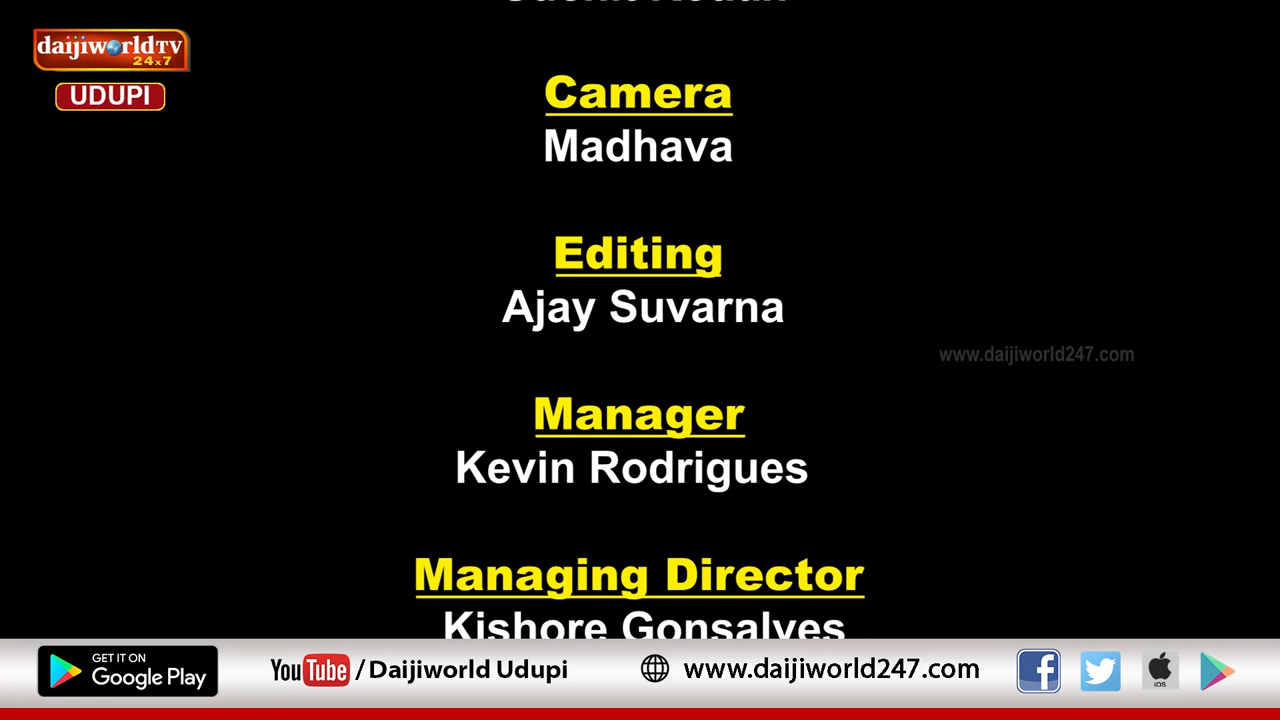 daijiworldTV
24x7
UDUPI
Camera
Madhava
Editing
Ajay Suvarna
www.daijiworld247.com
Manager
Kevin Rodrigues
Managing Director
Kishore Gonsalves
GET IT ON
Google Play
YouTube /Daijiworld Udupi
www.daijiworld247.com
iOS